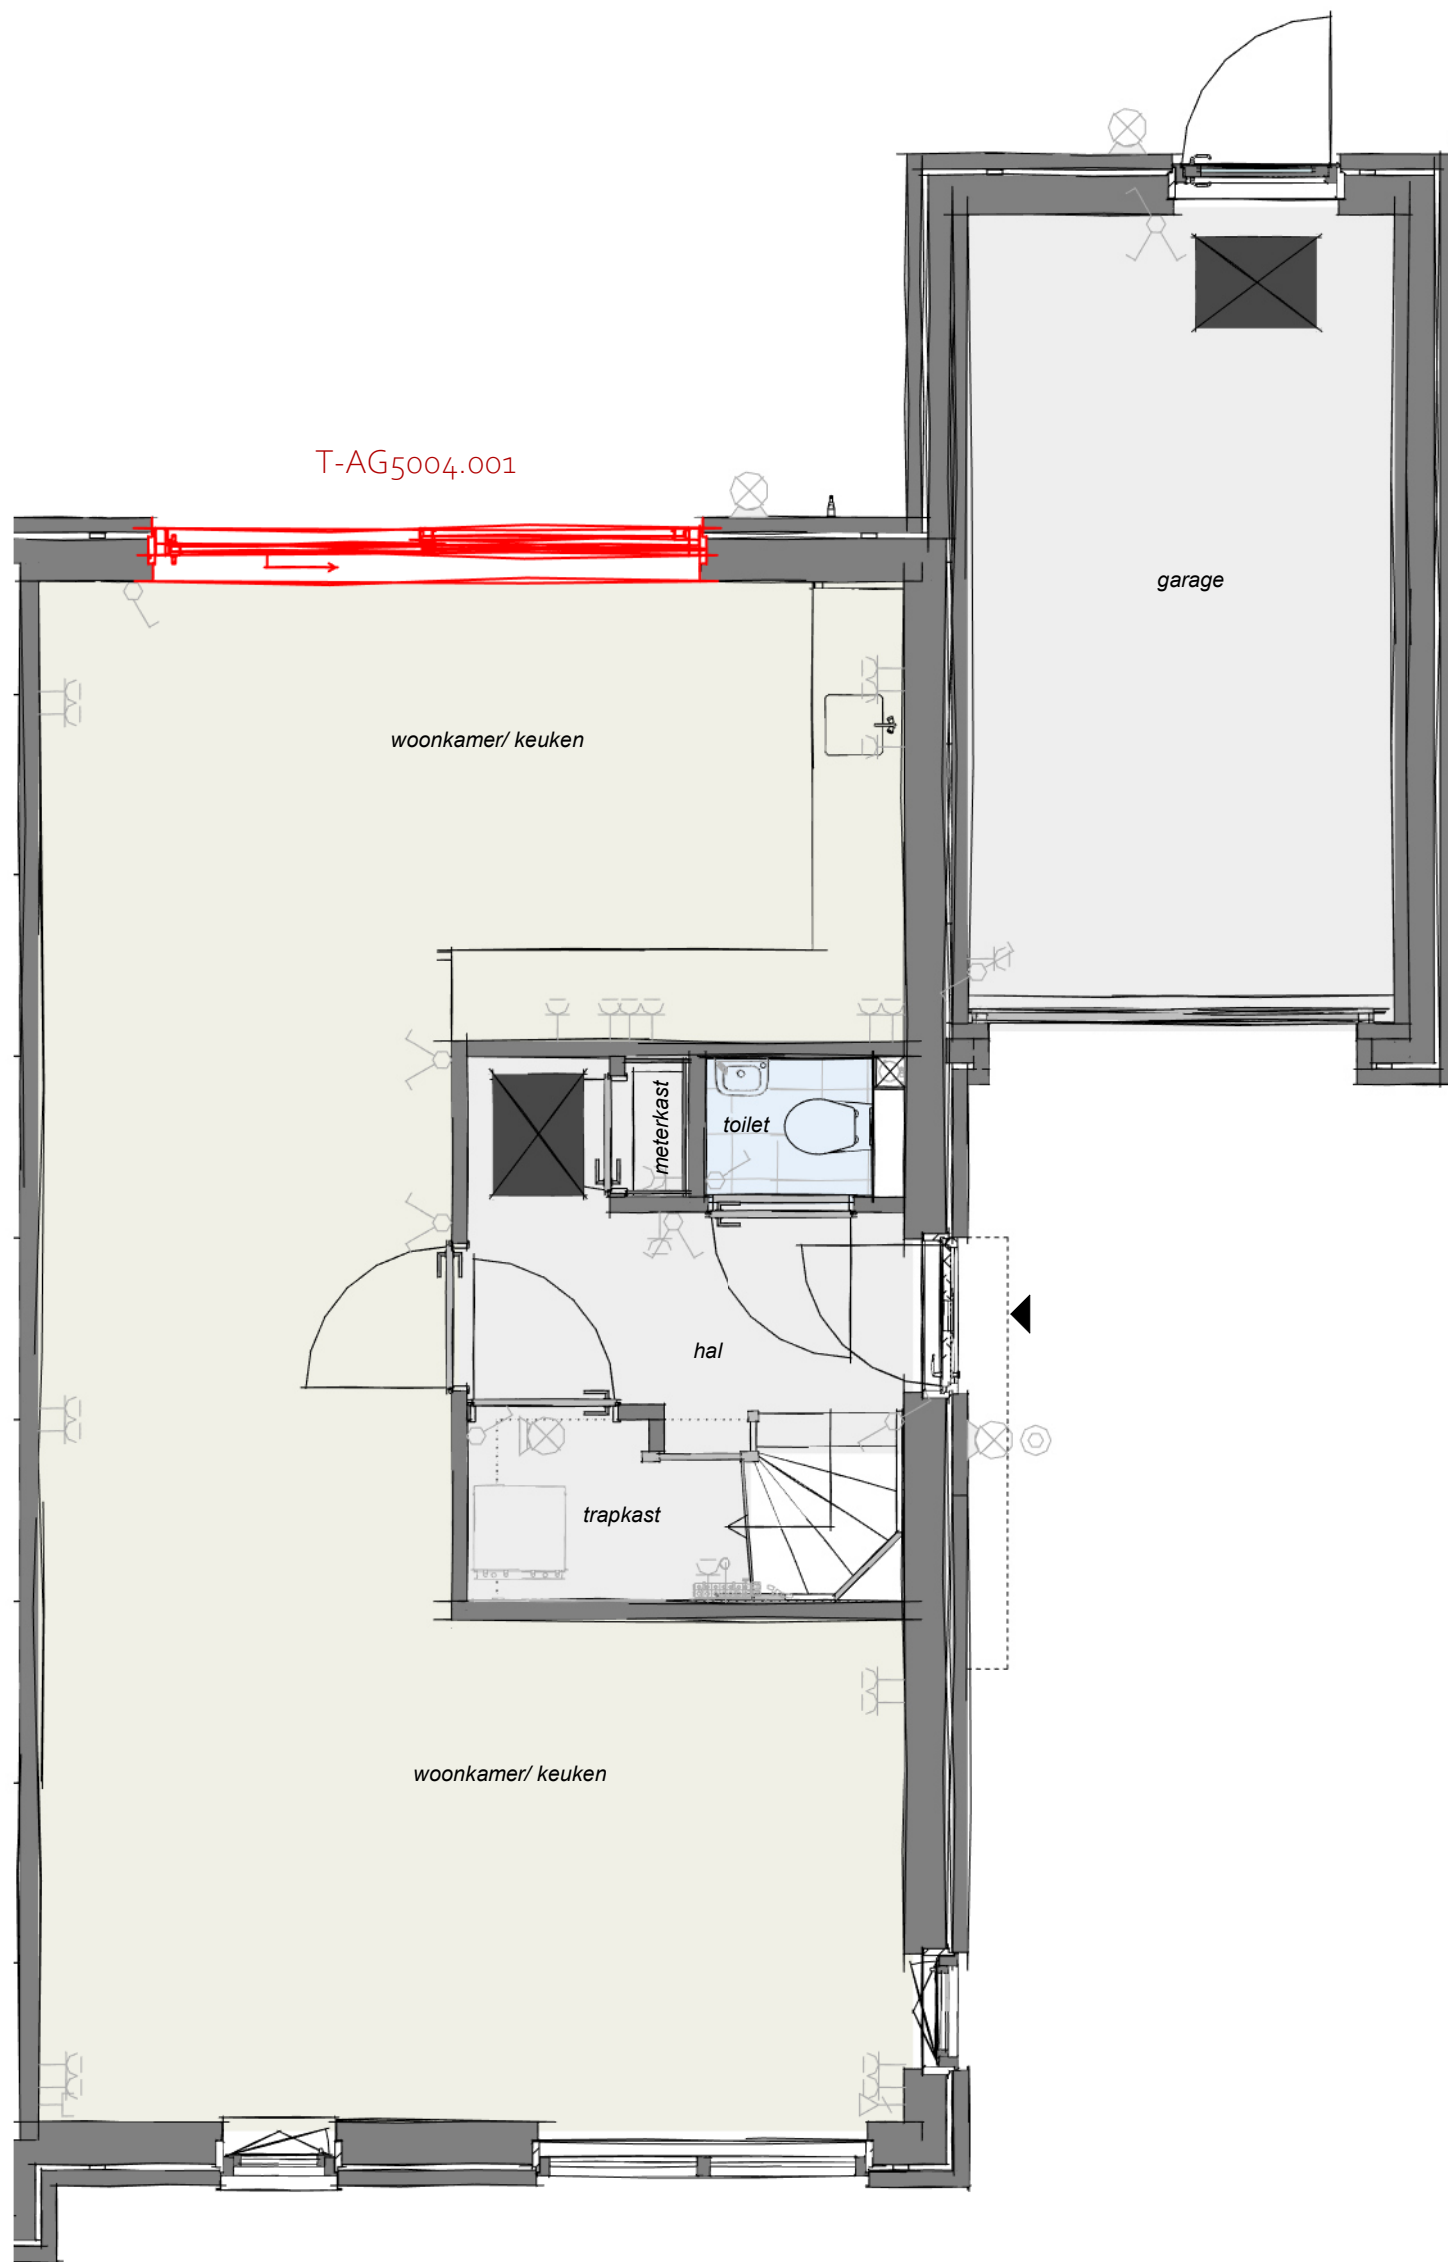 T-AG5004.001
garage
woonkamer/ keuken
meterkast
toilet
hal
trapkast
woonkamer/ keuken